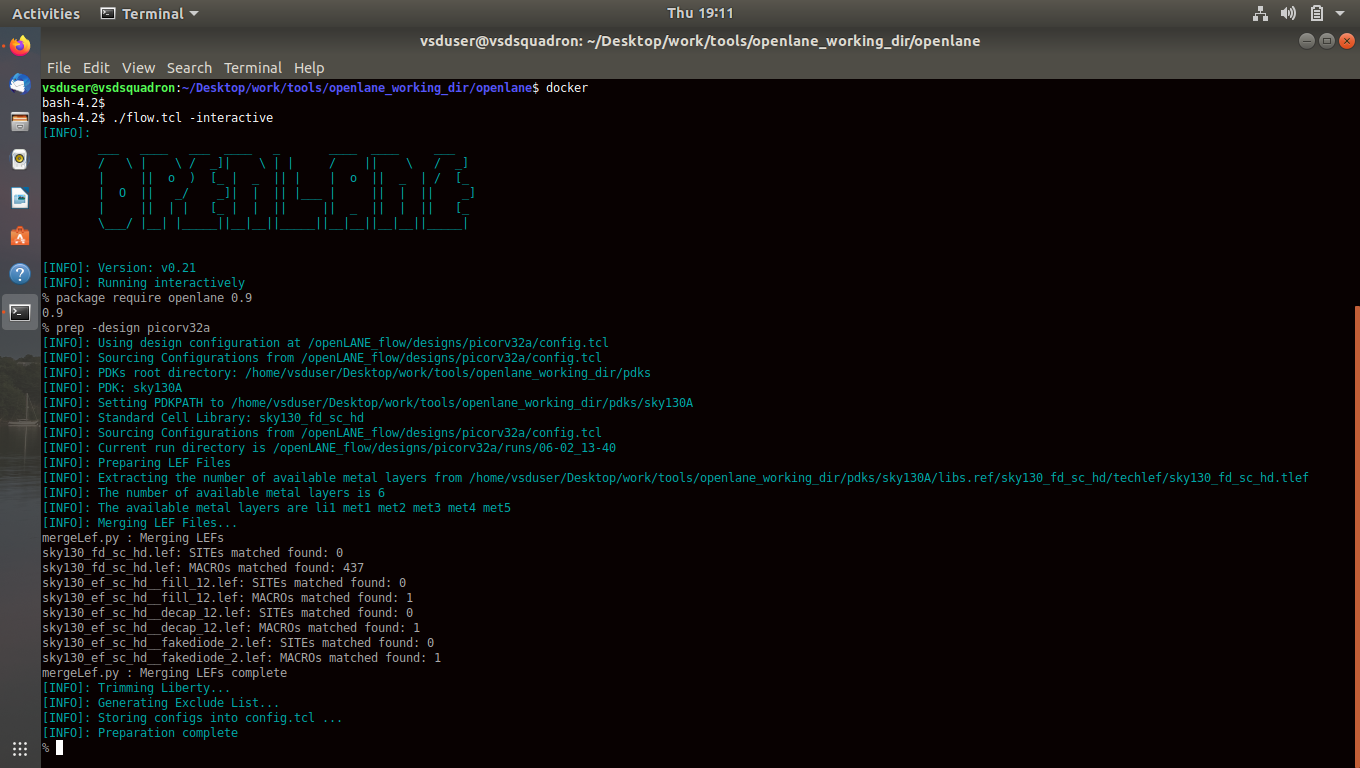 Activities Terminal Thu 19:11
vsduser@vsdsquadron: ~/Desktop/work/tools/openlane_working_dir/openlane
File Edit View Search Terminal Help
vsduser@vsdsquadron:~/Desktop/work/tools/openlane_working_dir/openlane$ docker
bash-4.2$
bash-4.2$ ./flow.tcl -interactive
[INFO]:
OPENLANE
[INFO]: Version: v0.21
[INFO]: Running interactively
% package require openlane 0.9
0.9
% prep -design picorv32a
[INFO]: Using design configuration at /openLANE_flow/designs/picorv32a/config.tcl
[INFO]: Sourcing Configurations from /openLANE_flow/designs/picorv32a/config.tcl
[INFO]: PDKs root directory: /home/vsduser/Desktop/work/tools/openlane_working_dir/pdks
[INFO]: PDK: sky130A
[INFO]: Setting PDKPATH to /home/vsduser/Desktop/work/tools/openlane_working_dir/pdks/sky130A
[INFO]: Standard Cell Library: sky130_fd_sc_hd
[INFO]: Sourcing Configurations from /openLANE_flow/designs/picorv32a/config.tcl
[INFO]: Current run directory is /openLANE_flow/designs/picorv32a/runs/06-02_13-40
[INFO]: Preparing LEF Files
[INFO]: Extracting the number of available metal layers from /home/vsduser/Desktop/work/tools/openlane_working_dir/pdks/sky130A/libs.ref/sky130_fd_sc_hd/techlef/sky130_fd_sc_hd.tlef
[INFO]: The number of available metal layers is 6
[INFO]: The available metal layers are li1 met1 met2 met3 met4 met5
[INFO]: Merging LEF Files...
mergeLef.py : Merging LEFs
sky130_fd_sc_hd.lef: SITEs matched found: 0
sky130_fd_sc_hd.lef: MACROs matched found: 437
sky130_ef_sc_hd__fill_12.lef: SITEs matched found: 0
sky130_ef_sc_hd__fill_12.lef: MACROs matched found: 1
sky130_ef_sc_hd__decap_12.lef: SITEs matched found: 0
sky130_ef_sc_hd__decap_12.lef: MACROs matched found: 1
sky130_ef_sc_hd__fakediode_2.lef: SITEs matched found: 0
sky130_ef_sc_hd__fakediode_2.lef: MACROs matched found: 1
mergeLef.py : Merging LEFs complete
[INFO]: Trimming Liberty...
[INFO]: Generating Exclude List...
[INFO]: Storing configs into config.tcl ...
[INFO]: Preparation complete
%